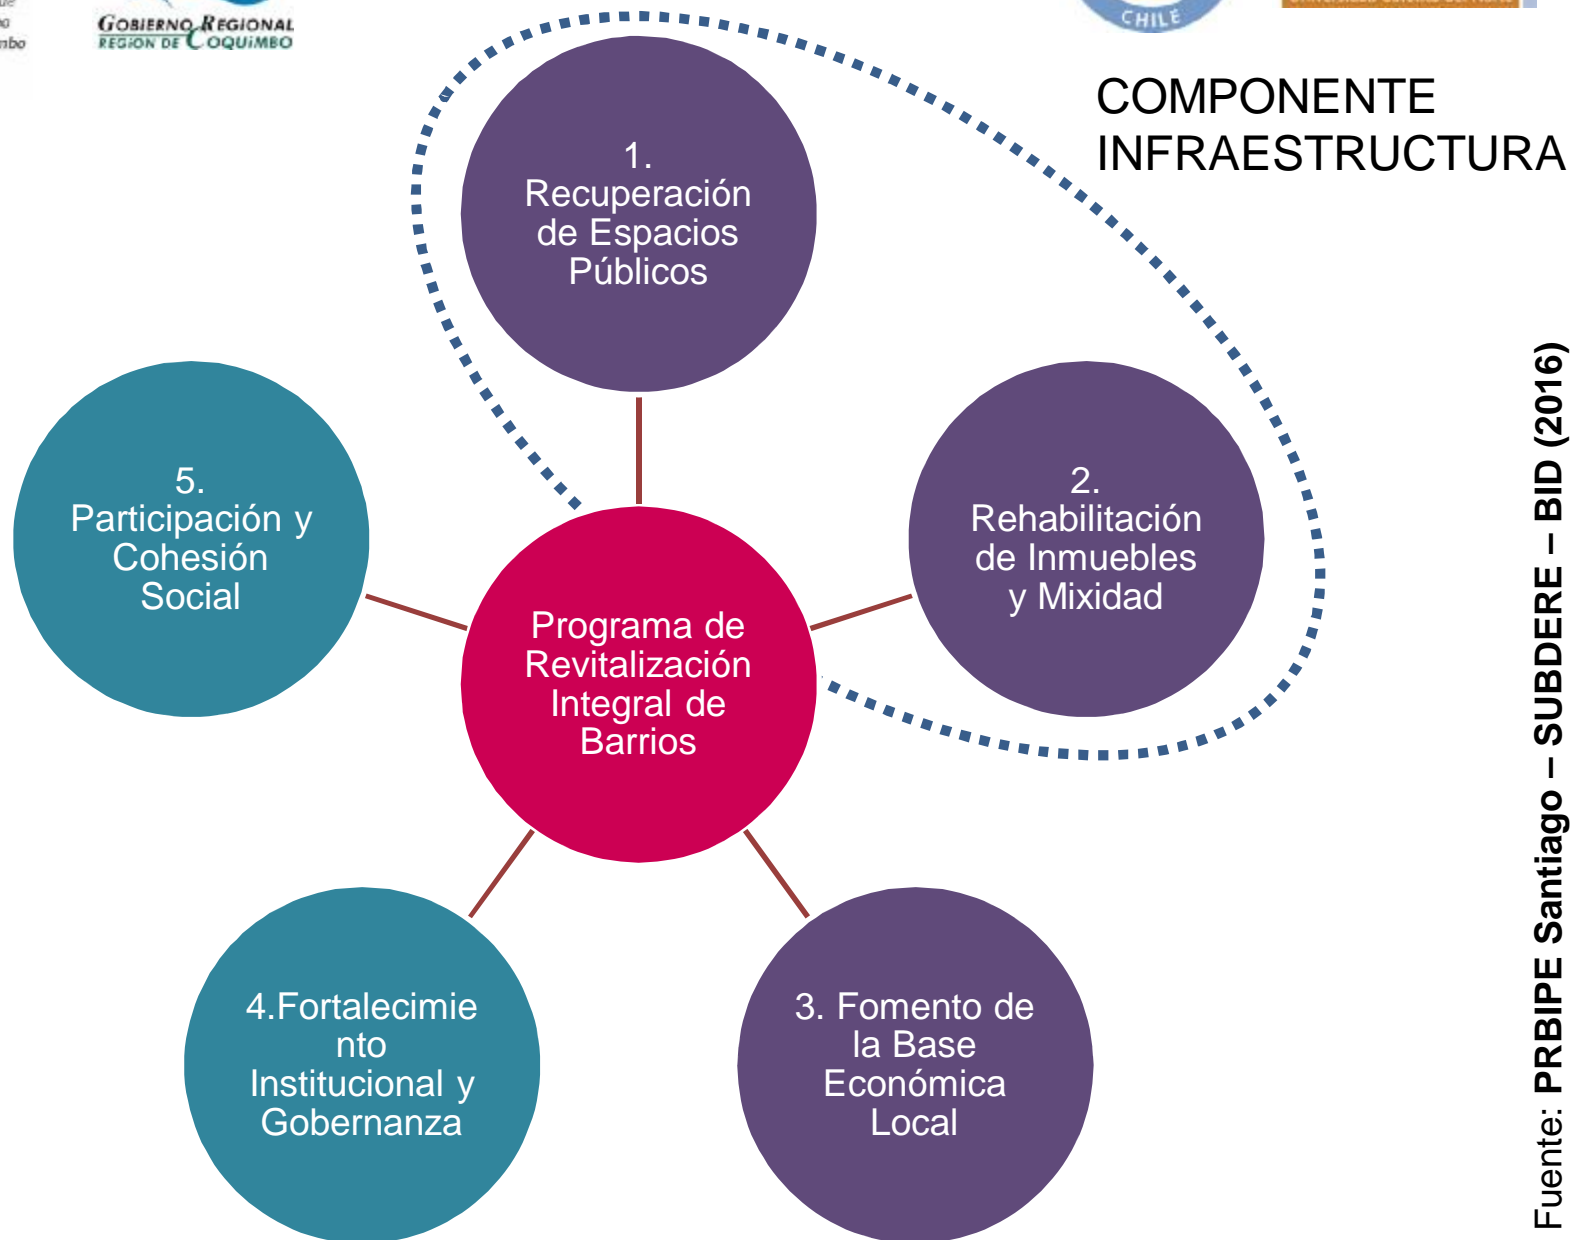 GOBIERNO REGIONAL
REGIÓN DE COQUIMBO
CHILE
COMPONENTE
INFRAESTRUCTURA
1.
Recuperación
de Espacios
Públicos
2.
Rehabilitación
de Inmuebles
y Mixidad
5.
Participación y
Cohesión
Social
Programa de
Revitalización
Integral de
Barrios
4.Fortalecimie
nto
Institucional y
Gobernanza
3. Fomento de
la Base
Económica
Local
Fuente: PRBIPE Santiago – SUBDERE – BID (2016)